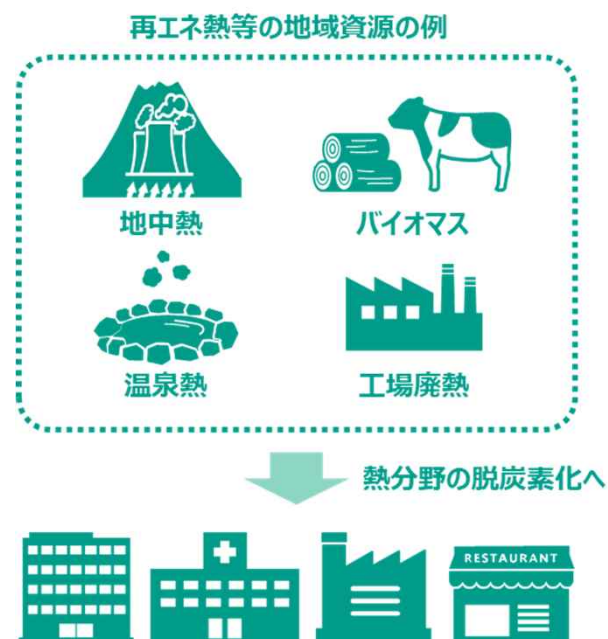 再エネ熱等の地域資源の例
地中熱
バイオマス
温泉熱
工場廃熱
熱分野の脱炭素化へ
RESTAURANT